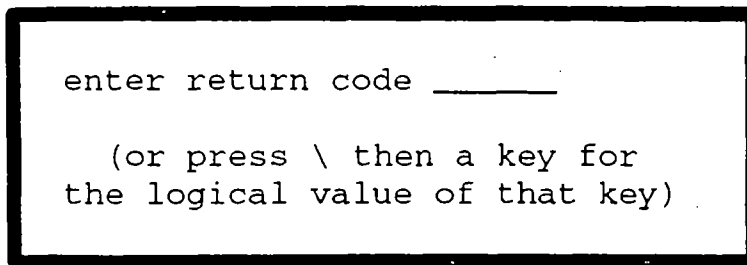 enter return code ______
(or press \ then a key for
the logical value of that key)